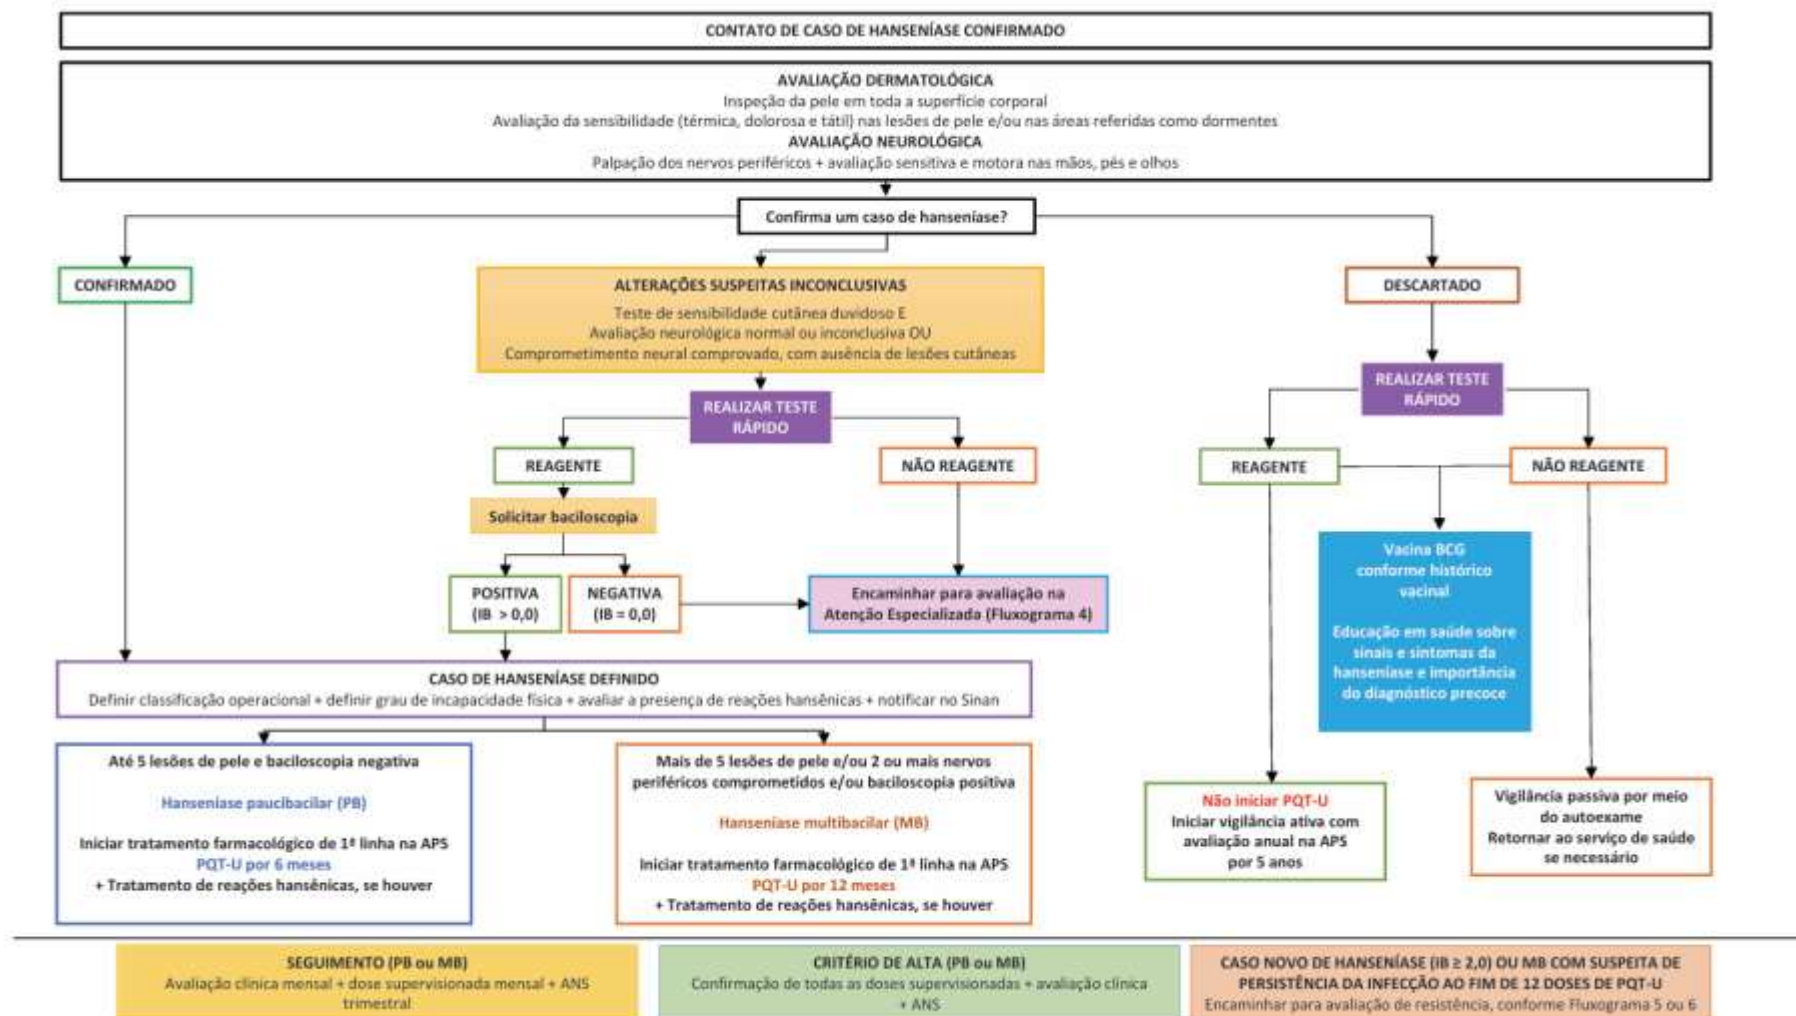 CONTATO DE CASO DE HANSENÍASE CONFIRMADO
AVALIAÇÃO DERMATOLÓGICA
Inspeção da pele em toda a superfície corporal
Avaliação da sensibilidade (térmica, dolorosa e tátil) nas lesões de pele e/ou nas áreas referidas como dormentes
AVALIAÇÃO NEUROLÓGICA
Palpação dos nervos periféricos + avaliação sensitiva e motora nas mãos, pés e olhos
Confirma um caso de hanseníase?
CONFIRMADO
ALTERAÇÕES SUSPEITAS INCONCLUSIVAS
Teste de sensibilidade cutânea duvidoso E
Avaliação neurológica normal ou inconclusiva OU
Comprometimento neural comprovado, com ausência de lesões cutâneas
DESCARTADO
REALIZAR TESTE
RÁPIDO
REALIZAR TESTE
RÁPIDO
REAGENTE
NÃO REAGENTE
REAGENTE
NÃO REAGENTE
Solicitar baciloscopia
POSITIVA
(IB > 0,0)
NEGATIVA
(IB = 0,0)
Encaminhar para avaliação na
Atenção Especializada (Fluxograma 4)
Vacina BCG
conforme histórico
vacinal
Educação em saúde sobre
sinais e sintomas da
hanseníase e importância
do diagnóstico precoce
CASO DE HANSENÍASE DEFINIDO
Definir classificação operacional + definir grau de incapacidade física + avaliar a presença de reações hansênicas + notificar no Sinan
Até 5 lesões de pele e baciloscopia negativa
Hanseníase paucibacilar (PB)
Iniciar tratamento farmacológico de 1ª linha na APS
PQT-U por 6 meses
+ Tratamento de reações hansênicas, se houver
Mais de 5 lesões de pele e/ou 2 ou mais nervos
periféricos comprometidos e/ou baciloscopia positiva
Hanseníase multibacilar (MB)
Iniciar tratamento farmacológico de 1ª linha na APS
PQT-U por 12 meses
+ Tratamento de reações hansênicas, se houver
Não iniciar PQT-U
Iniciar vigilância ativa com
avaliação anual na APS
por 5 anos
Vigilância passiva por meio
do autoexame
Retornar ao serviço de saúde
se necessário
SEGUIMENTO (PB ou MB)
Avaliação clínica mensal + dose supervisionada mensal + ANS
trimestral
CRITÉRIO DE ALTA (PB ou MB)
Confirmação de todas as doses supervisionadas + avaliação clínica
+ ANS
CASO NOVO DE HANSENÍASE (IB ≥ 2,0) OU MB COM SUSPEITA DE
PERSISTÊNCIA DA INFECÇÃO AO FIM DE 12 DOSES DE PQT-U
Encaminhar para avaliação de resistência, conforme Fluxograma 5 ou 6